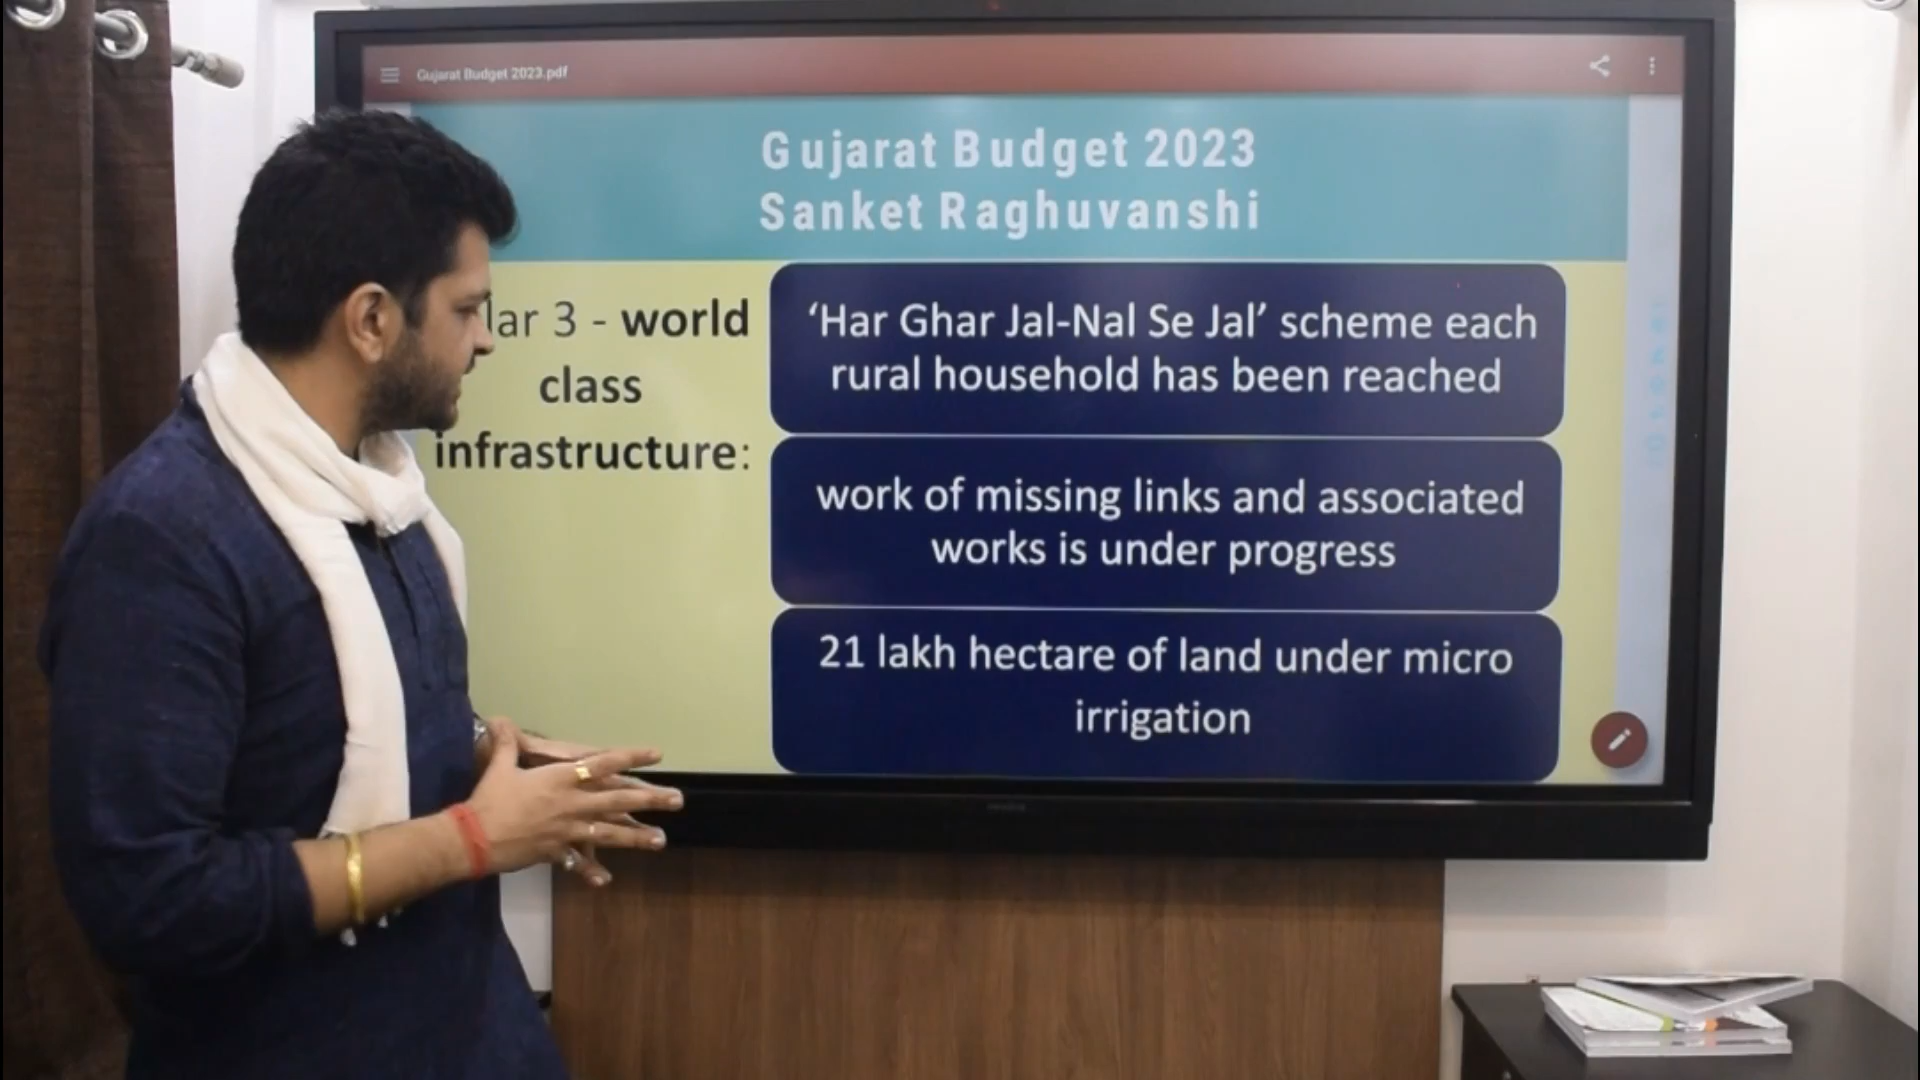 Gujarat Budget 2023.pdf
Gujarat Budget 2023
Sanket Raghuvanshi
3 - world
class
infrastructure:
‘Har Ghar Jal-Nal Se Jal’ scheme each
rural household has been reached
work of missing links and associated
works is under progress
21 lakh hectare of land under micro
irrigation